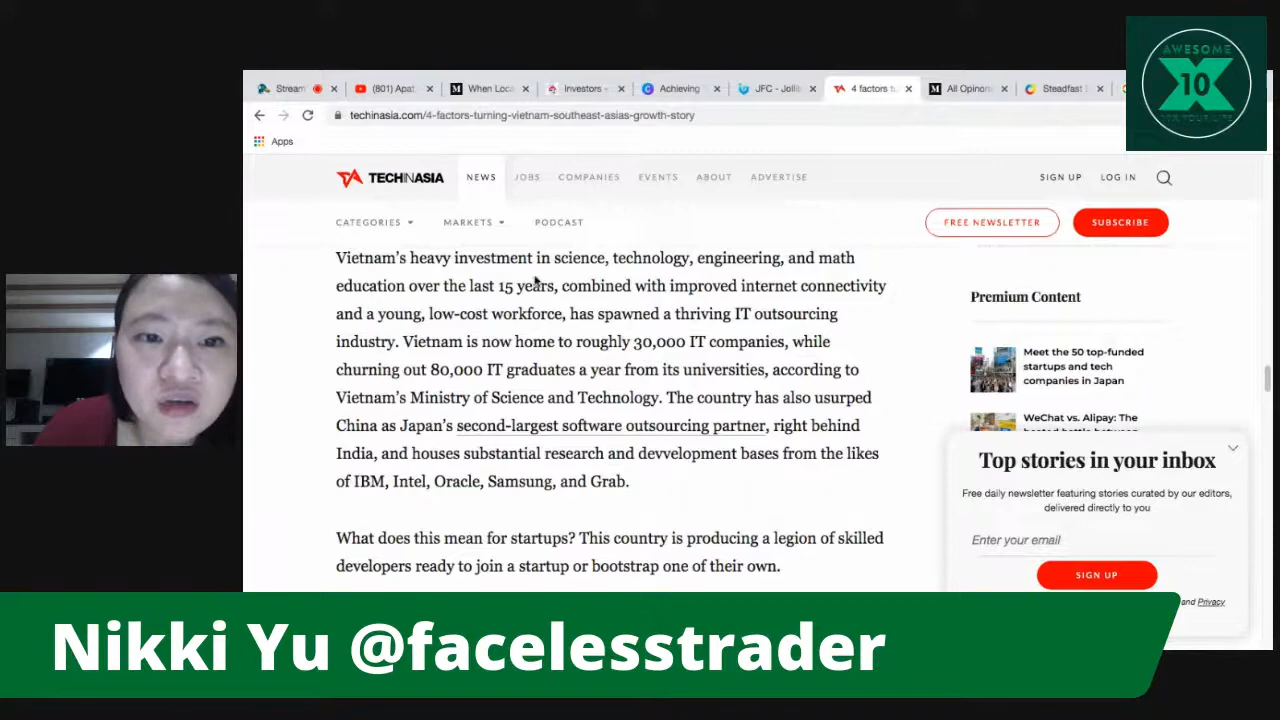 AWESOME
X
10
10X YOUR LIFE
Stream
(801) Apat
When Loca
Investors -
Achieving
JFC - Jollib
4 factors tu
All Opinon
Steadfast
techinasia.com/4-factors-turning-vietnam-southeast-asias-growth-story
Apps
TECHINASIA
NEWS
JOBS
COMPANIES
EVENTS
ABOUT
ADVERTISE
SIGN UP
LOG IN
CATEGORIES
MARKETS
PODCAST
FREE NEWSLETTER
SUBSCRIBE
Vietnam's heavy investment in science, technology, engineering, and math
education over the last 15 years, combined with improved internet connectivity
and a young, low-cost workforce, has spawned a thriving IT outsourcing
industry. Vietnam is now home to roughly 30,000 IT companies, while
churning out 80,000 IT graduates a year from its universities, according to
Vietnam's Ministry of Science and Technology. The country has also usurped
China as Japan's second-largest software outsourcing partner, right behind
India, and houses substantial research and devvelopment bases from the likes
of IBM, Intel, Oracle, Samsung, and Grab.
What does this mean for startups? This country is producing a legion of skilled
developers ready to join a startup or bootstrap one of their own.
Premium Content
Meet the 50 top-funded
startups and tech
companies in Japan
WeChat vs. Alipay: The
Top stories in your inbox
Free daily newsletter featuring stories curated by our editors,
delivered directly to you
Enter your email
SIGN UP
and Privacy
Nikki Yu @facelesstrader